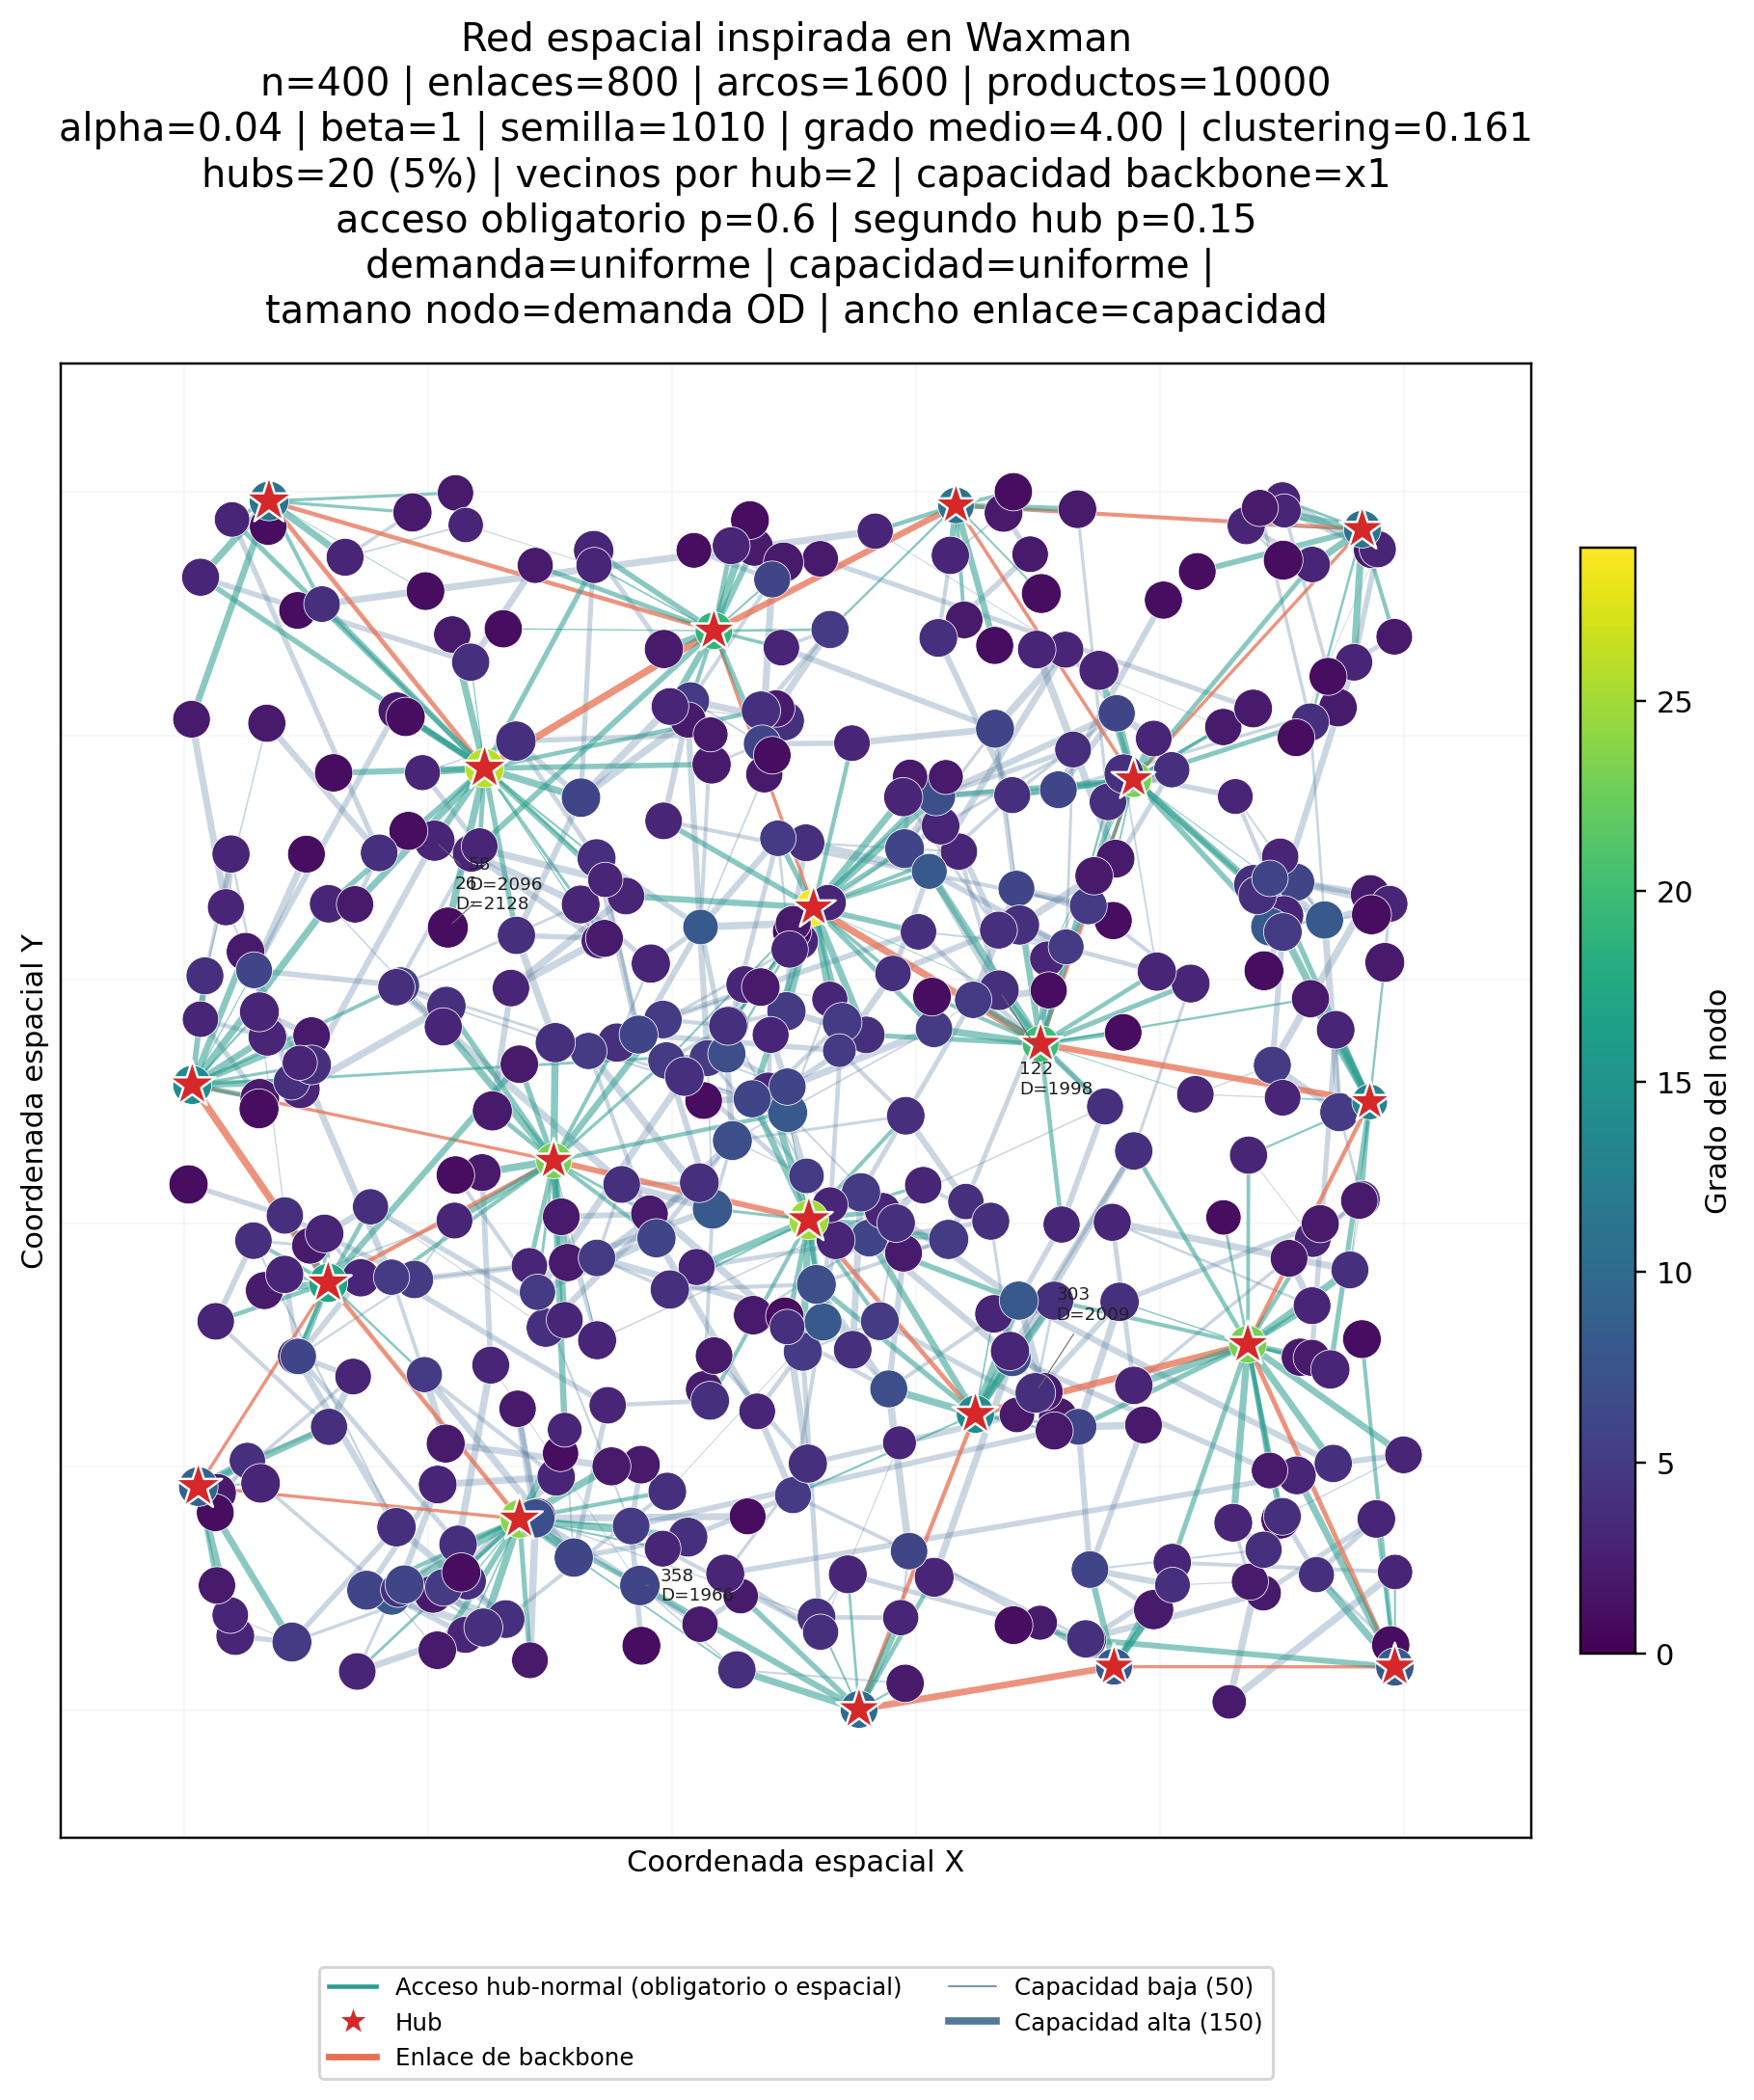 Red espacial inspirada en Waxman
n=400 | enlaces=800 | arcos=1600 | productos=10000
alpha=0.04 | beta=1 | semilla=1010 | grado medio=4.00 | clustering=0.161
hubs=20 (5%) | vecinos por hub=2 | capacidad backbone=x1
acceso obligatorio p=0.6 | segundo hub p=0.15
demanda=uniforme | capacidad=uniforme |
tamano nodo=demanda OD | ancho enlace=capacidad
58
D=2096
26
D=2128
122
D=1998
303
D=2009
358
D=1966
Coordenada espacial Y
Coordenada espacial X
25
20
15
10
5
0
Grado del nodo
Acceso hub-normal (obligatorio o espacial)
Hub
Enlace de backbone
Capacidad baja (50)
Capacidad alta (150)